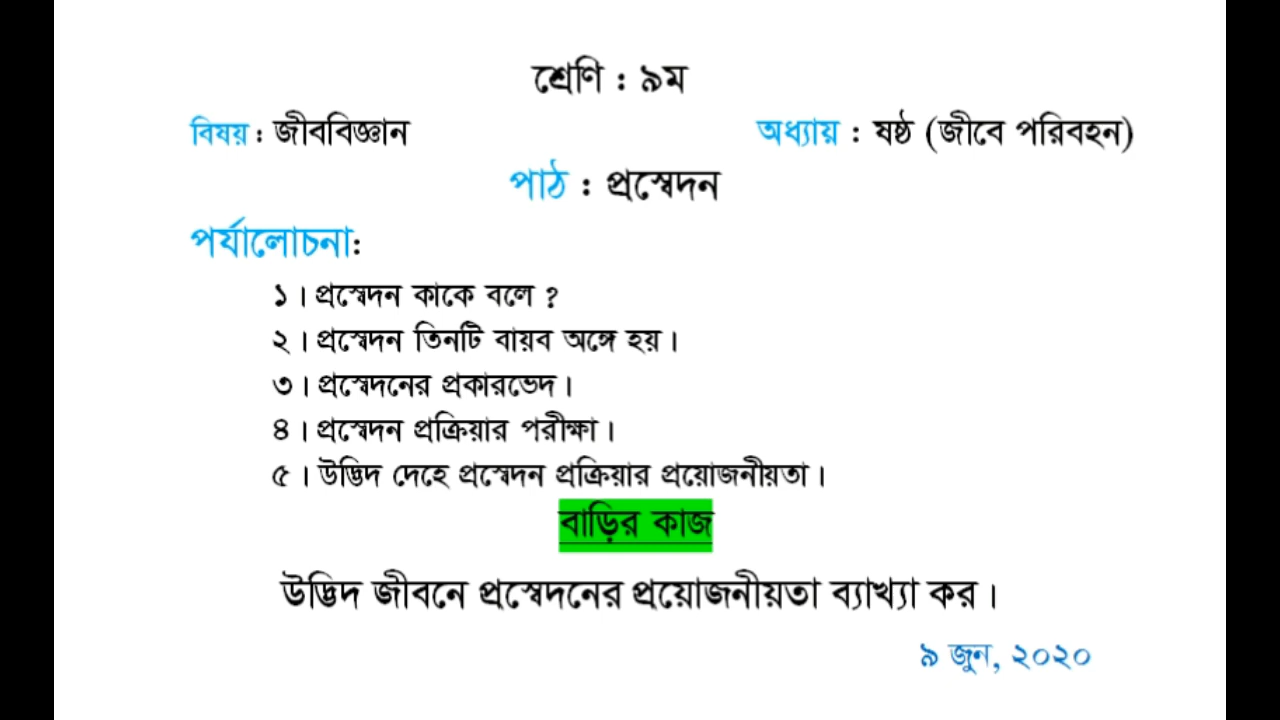 শ্রেণি : ৯ম
বিষয় : জীববিজ্ঞান অধ্যায় : ষষ্ঠ (জীবে পরিবহন)
পাঠ : প্রস্বেদন
পর্যালোচনা:
১। প্রস্বেদন কাকে বলে ?
২। প্রস্বেদন তিনটি বায়ব অঙ্গে হয়।
৩। প্রস্বেদনের প্রকারভেদ।
৪। প্রস্বেদন প্রক্রিয়ার পরীক্ষা।
৫। উদ্ভিদ দেহে প্রস্বেদন প্রক্রিয়ার প্রয়োজনীয়তা।
বাড়ির কাজ
উদ্ভিদ জীবনে প্রস্বেদনের প্রয়োজনীয়তা ব্যাখ্যা কর।
৯ জুন, ২০২০